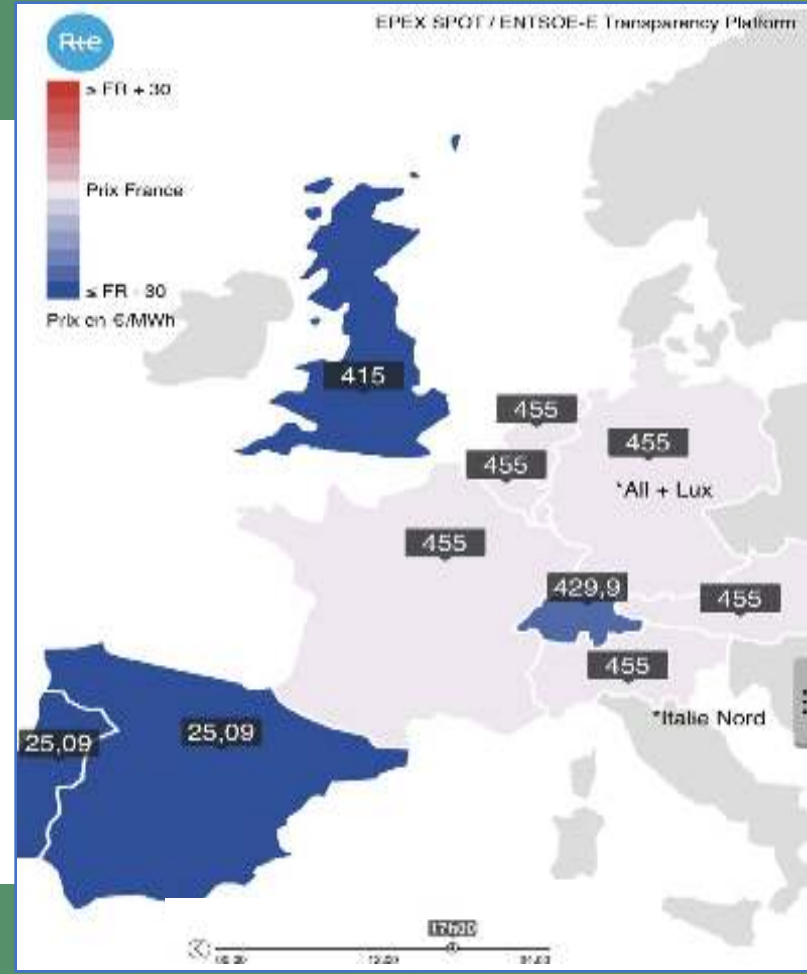 EPEX SPOT / ENTSOE-E Transparency Platform
Rte
≥ FR + 30
Prix France
≤ FR - 30
Prix en €/MWh
415
455
455
455
*All + Lux
455
429,9
455
455
*Italie Nord
25,09
25,09
17h00